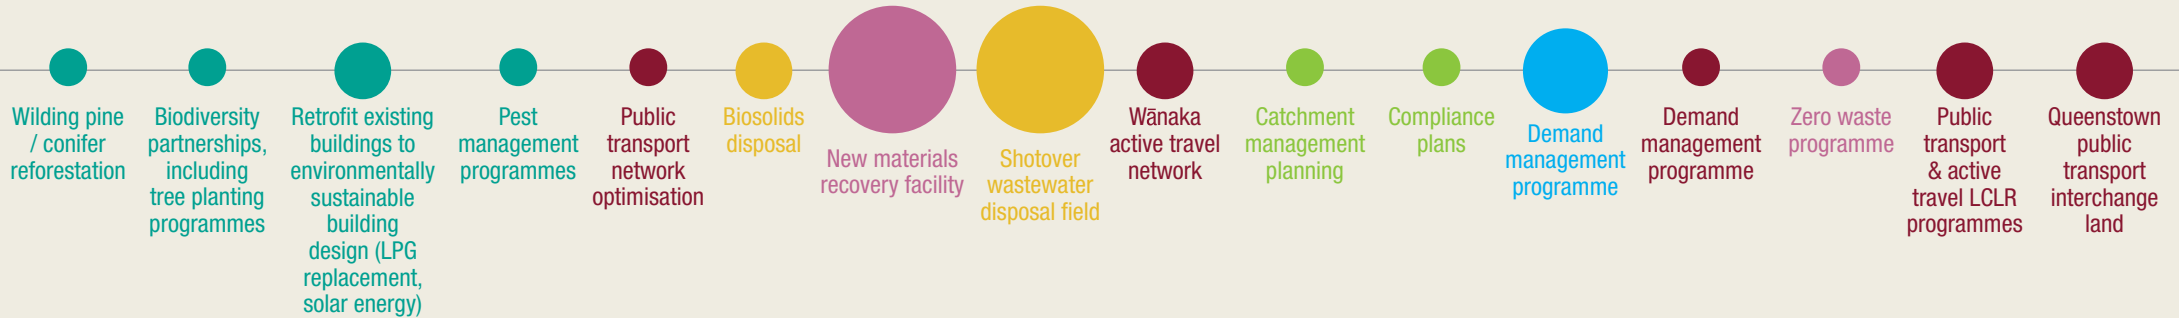 Wilding pine
/ conifer
reforestation
Biodiversity
partnerships,
including
tree planting
programmes
Retrofit existing
buildings to
environmentally
sustainable
building
design (LPG
replacement,
solar energy)
Pest
management
programmes
Public
transport
network
optimisation
Biosolids
disposal
New materials
recovery facility
Shotover
wastewater
disposal field
Wānaka
active travel
network
Catchment
management
planning
Compliance
plans
Demand
management
programme
Demand
management
programme
Zero waste
programme
Public
transport
& active
travel LCLR
programmes
Queenstown
public
transport
interchange
land